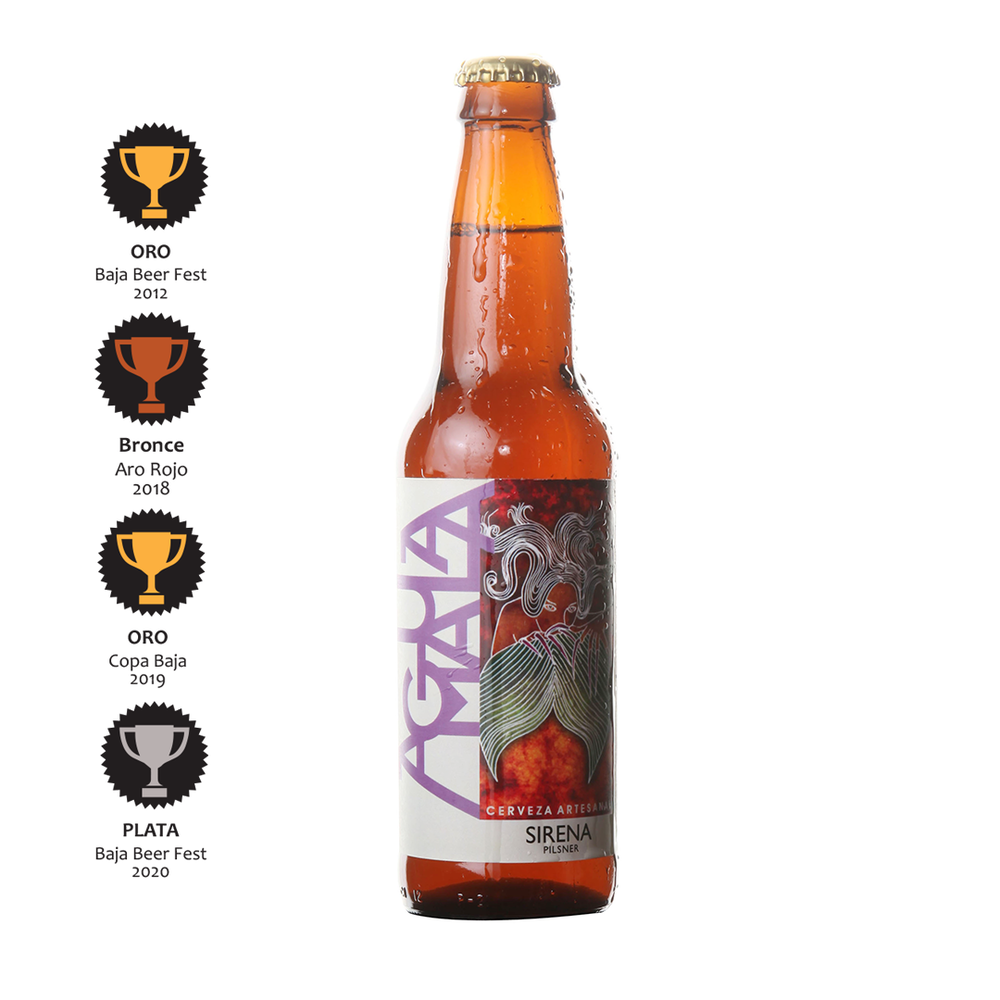 ORO
Baja Beer Fest
2012
Bronce
Aro Rojo
2018
ORO
Copa Baja
2019
PLATA
Baja Beer Fest
2020
AGUA
MALA
CERVEZA ARTESANAL
SIRENA
PILSNER